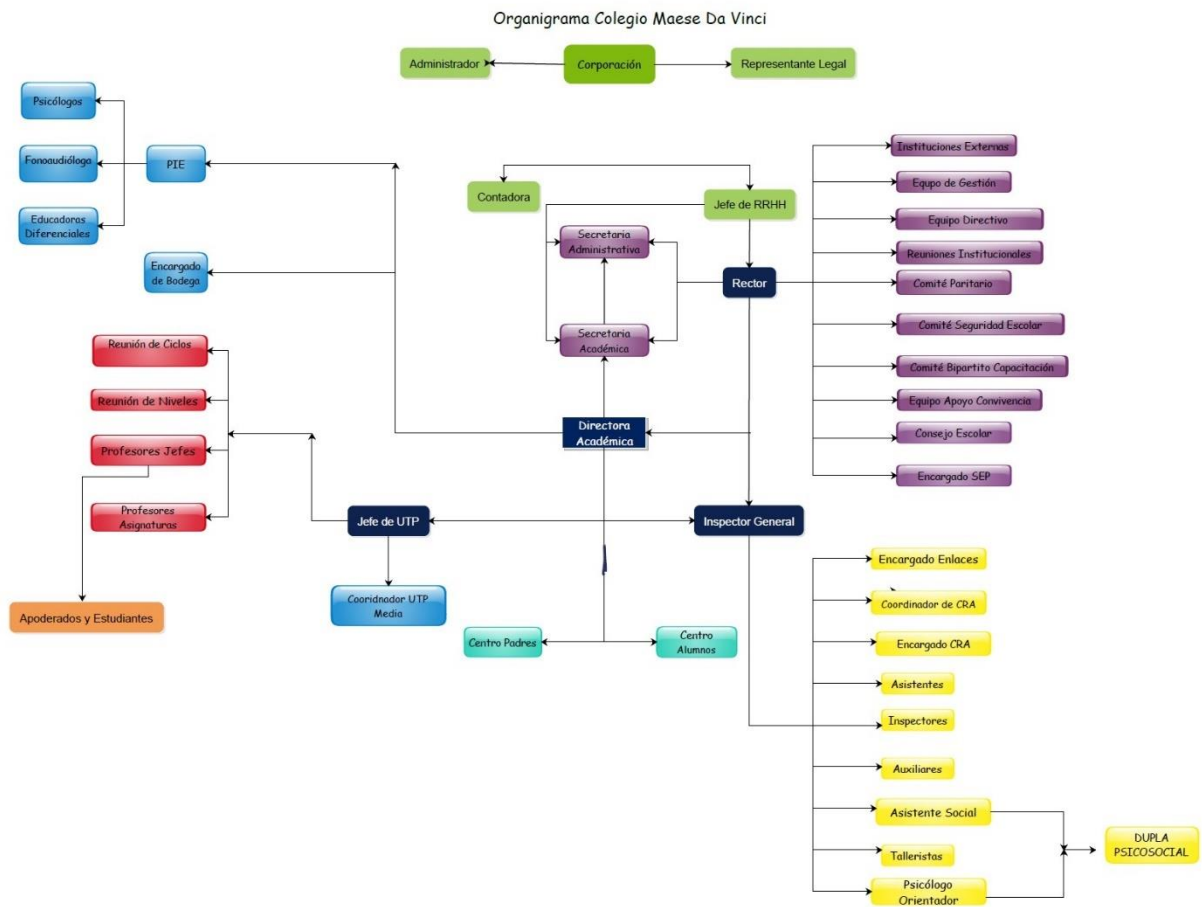 Organigrama Colegio Maese Da Vinci
Administrador
Corporación
Representante Legal
Psicólogos
Fonoaudióloga
PIE
Educadoras
Diferenciales
Encargado
de Bodega
Contadora
Jefe de RRHH
Secretaria
Administrativa
Rector
Secretaria
Académica
Instituciones Externas
Equpo de Gestión
Equipo Directivo
Reuniones Institucionales
Comité Paritario
Comité Seguridad Escolar
Comité Bipartito Capacitación
Equipo Apoyo Convivencia
Consejo Escolar
Encargado SEP
Reunión de Ciclos
Reunión de Niveles
Profesores Jefes
Profesores
Asignaturas
Directora
Académica
Jefe de UTP
Inspector General
Cooridnador UTP
Media
Apoderados y Estudiantes
Centro Padres
Centro
Alumnos
Encargado Enlaces
Coordinador de CRA
Encargado CRA
Asistentes
Inspectores
Auxiliares
Asistente Social
Talleristas
Psicólogo
Orientador
DUPLA
PSICOSOCIAL